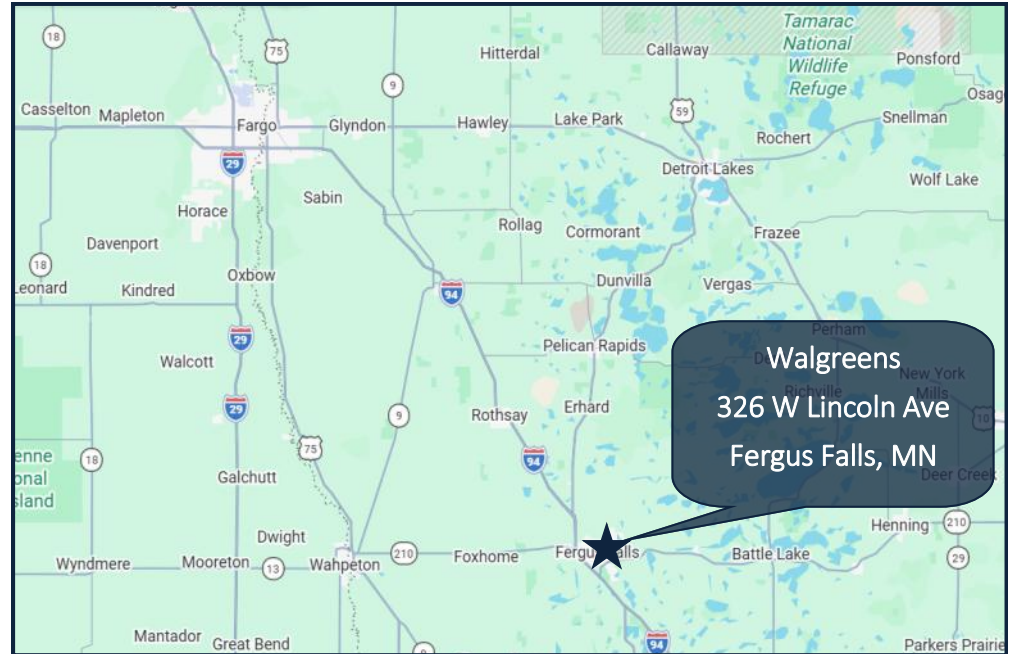 18
75
Hitterdal
Callaway
Tamarac
National
Wildlife
Refuge
Ponsford
Casselton
Mapleton
9
59
Osag
Fargo
Glyndon
Hawley
Lake Park
Snellman
Rochert
29
Detroit Lakes
Sabin
Wolf Lake
Horace
Rollag
Cormorant
Frazee
Davenport
18
Oxbow
Dunvilla
Vergas
Leonard
Kindred
94
Perham
29
Pelican Rapids
Walcott
Walgreens
326 W Lincoln Ave
Fergus Falls, MN
Richville
New York
Mills
10
29
9
Rothsay
Erhard
75
18
94
enne
onal
sland
Galchutt
Deer Creek
Henning
210
Dwight
Wyndmere
Mooreton
13
Wahpeton
210
Foxhome
Fergus Falls
Battle Lake
29
Mantador
Great Bend
9
94
Parkers Prairie